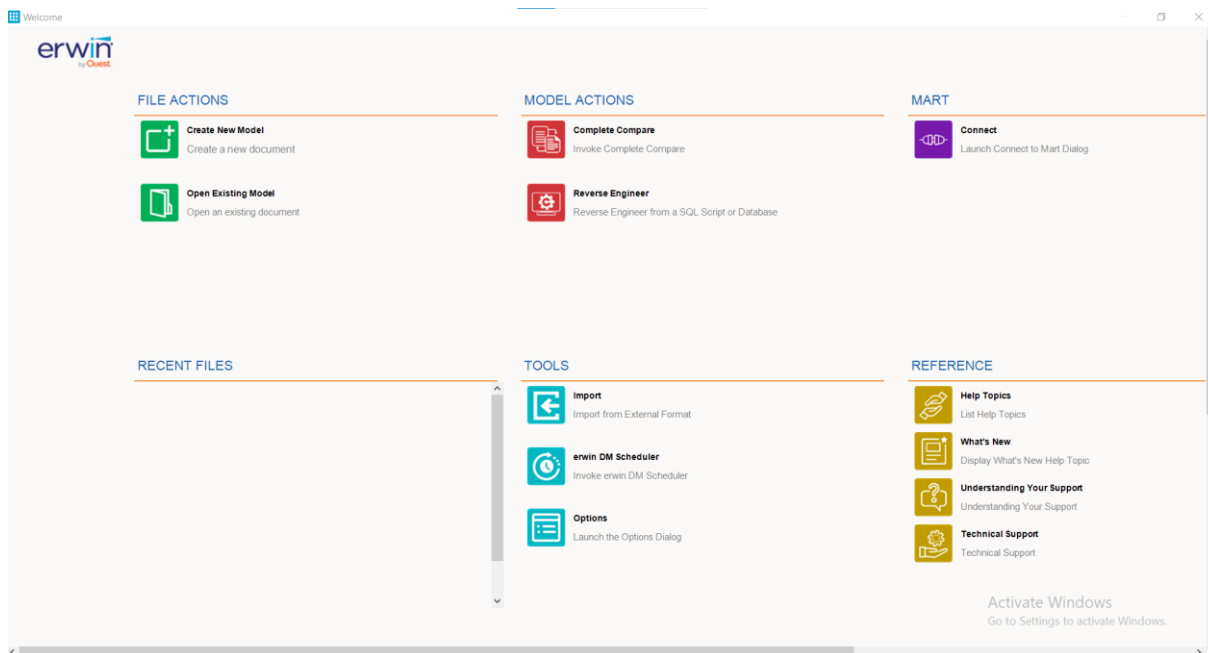 Welcome
erwin
by Quest
FILE ACTIONS
Create New Model
Create a new document
Open Existing Model
Open an existing document
MODEL ACTIONS
Complete Compare
Invoke Complete Compare
Reverse Engineer
Reverse Engineer from a SQL Script or Database
MART
Connect
Launch Connect to Mart Dialog
RECENT FILES
TOOLS
Import
Import from External Format
erwin DM Scheduler
Invoke erwin DM Scheduler
Options
Launch the Options Dialog
REFERENCE
Help Topics
List Help Topics
What's New
Display What's New Help Topic
Understanding Your Support
Understanding Your Support
Technical Support
Technical Support
Activate Windows
Go to Settings to activate Windows.